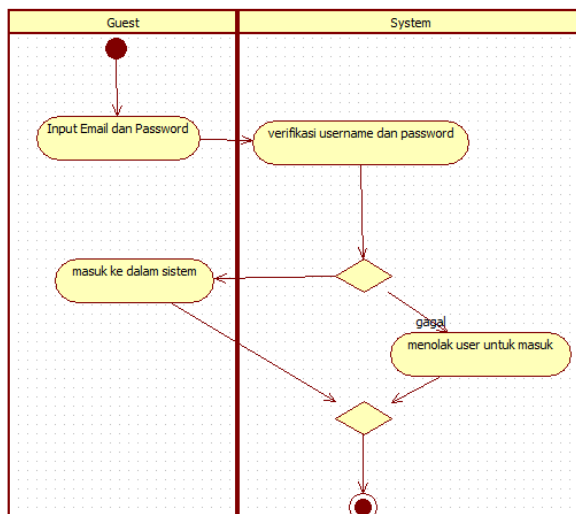 Guest
System
Input Email dan Password
verifikasi username dan password
masuk ke dalam sistem
gagal
menolak user untuk masuk